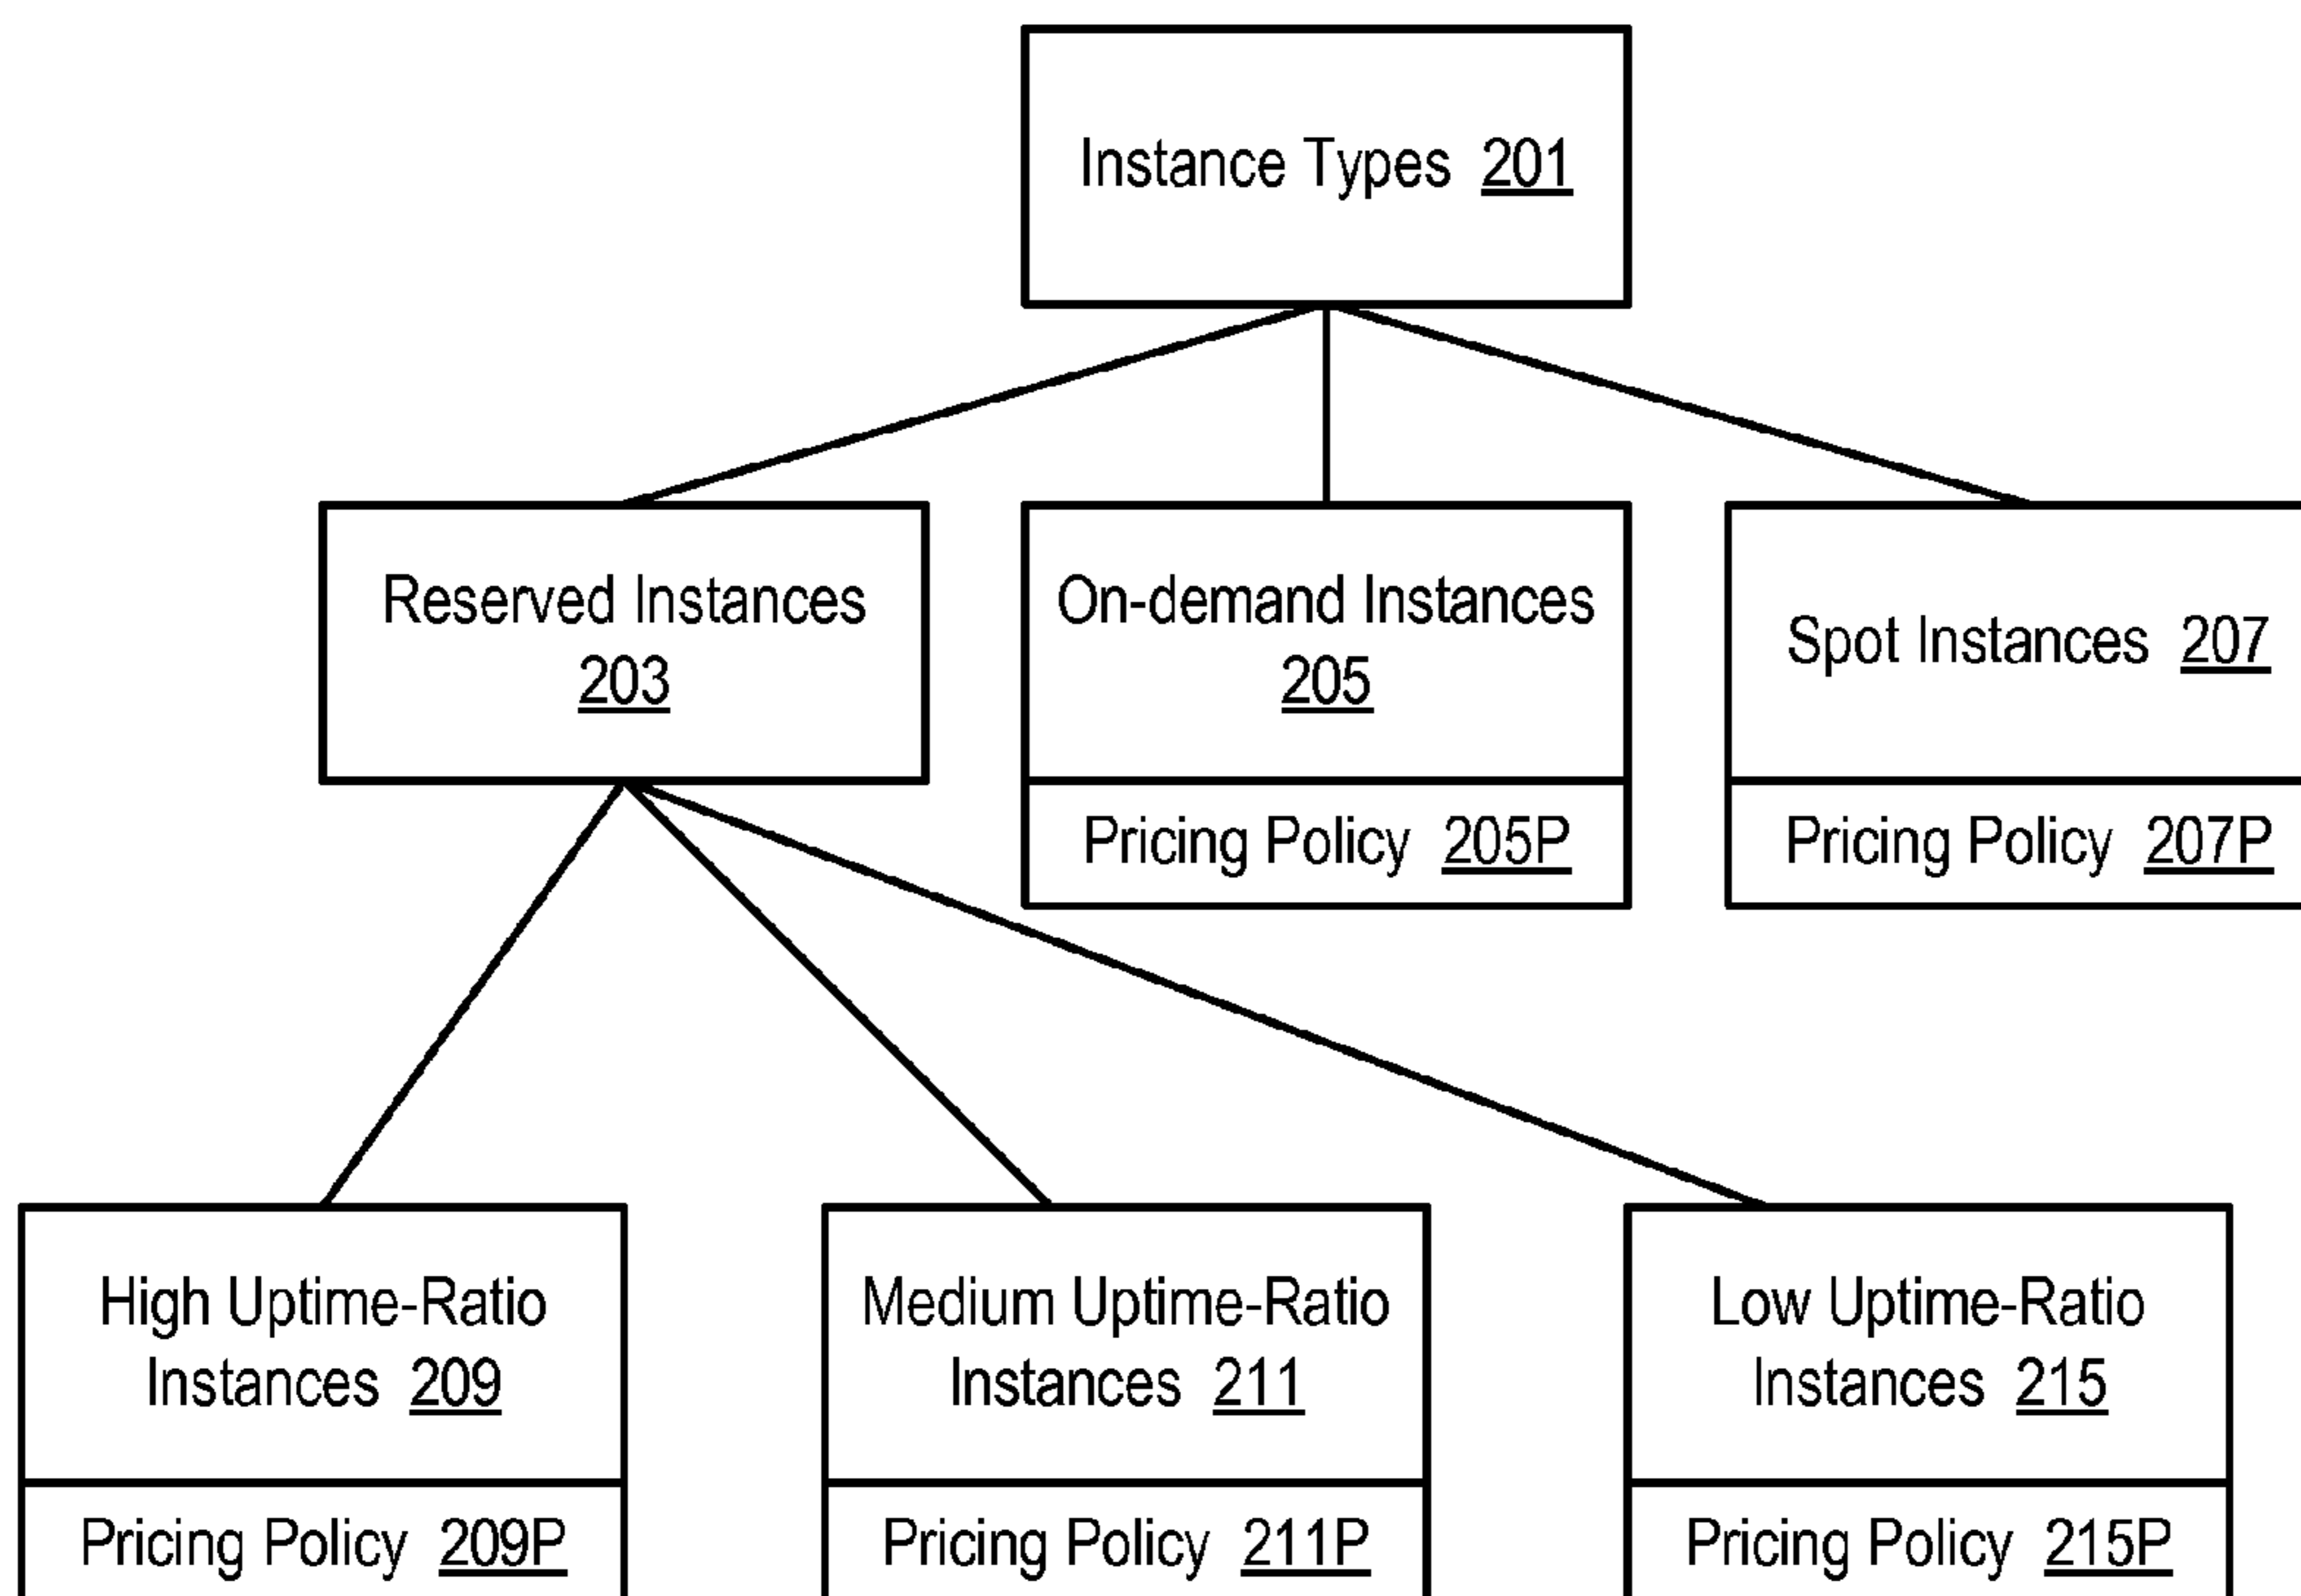 Instance Types 201
Reserved Instances
203
On-demand Instances
205
Pricing Policy 205P
Spot Instances 207
Pricing Policy 207P
High Uptime-Ratio
Instances 209
Pricing Policy 209P
Medium Uptime-Ratio
Instances 211
Pricing Policy 211P
Low Uptime-Ratio
Instances 215
Pricing Policy 215P